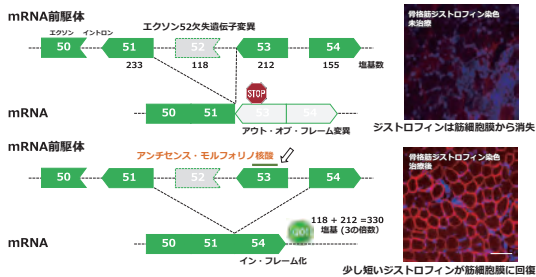 mRNA前駆体
エクソン52欠失遺伝子変異
エクソン
イントロン
50
51
52
53
54
233
118
212
155
塩基数
STOP
mRNA
50
51
53
54
アウト・オブ・フレーム変異
骨格筋ジストロフィン染色
未治療
ジストロフィンは筋細胞膜から消失
mRNA前駆体
アンチセンス・モルフォリノ核酸
50
51
52
53
54
118 + 212 =330
塩基 (3の倍数)
GO!
mRNA
50
51
54
イン・フレーム化
骨格筋ジストロフィン染色
治療後
少し短いジストロフィンが筋細胞膜に回復